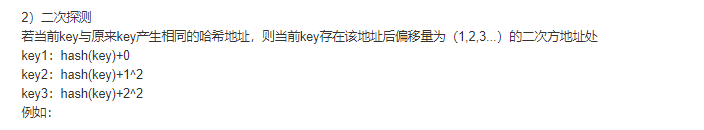 2）二次探测
若当前key与原来key产生相同的哈希地址，则当前key存在该地址后偏移量为（1,2,3...）的二次方地址处
key1：hash(key)+0
key2：hash(key)+1^2
key3：hash(key)+2^2
例如：